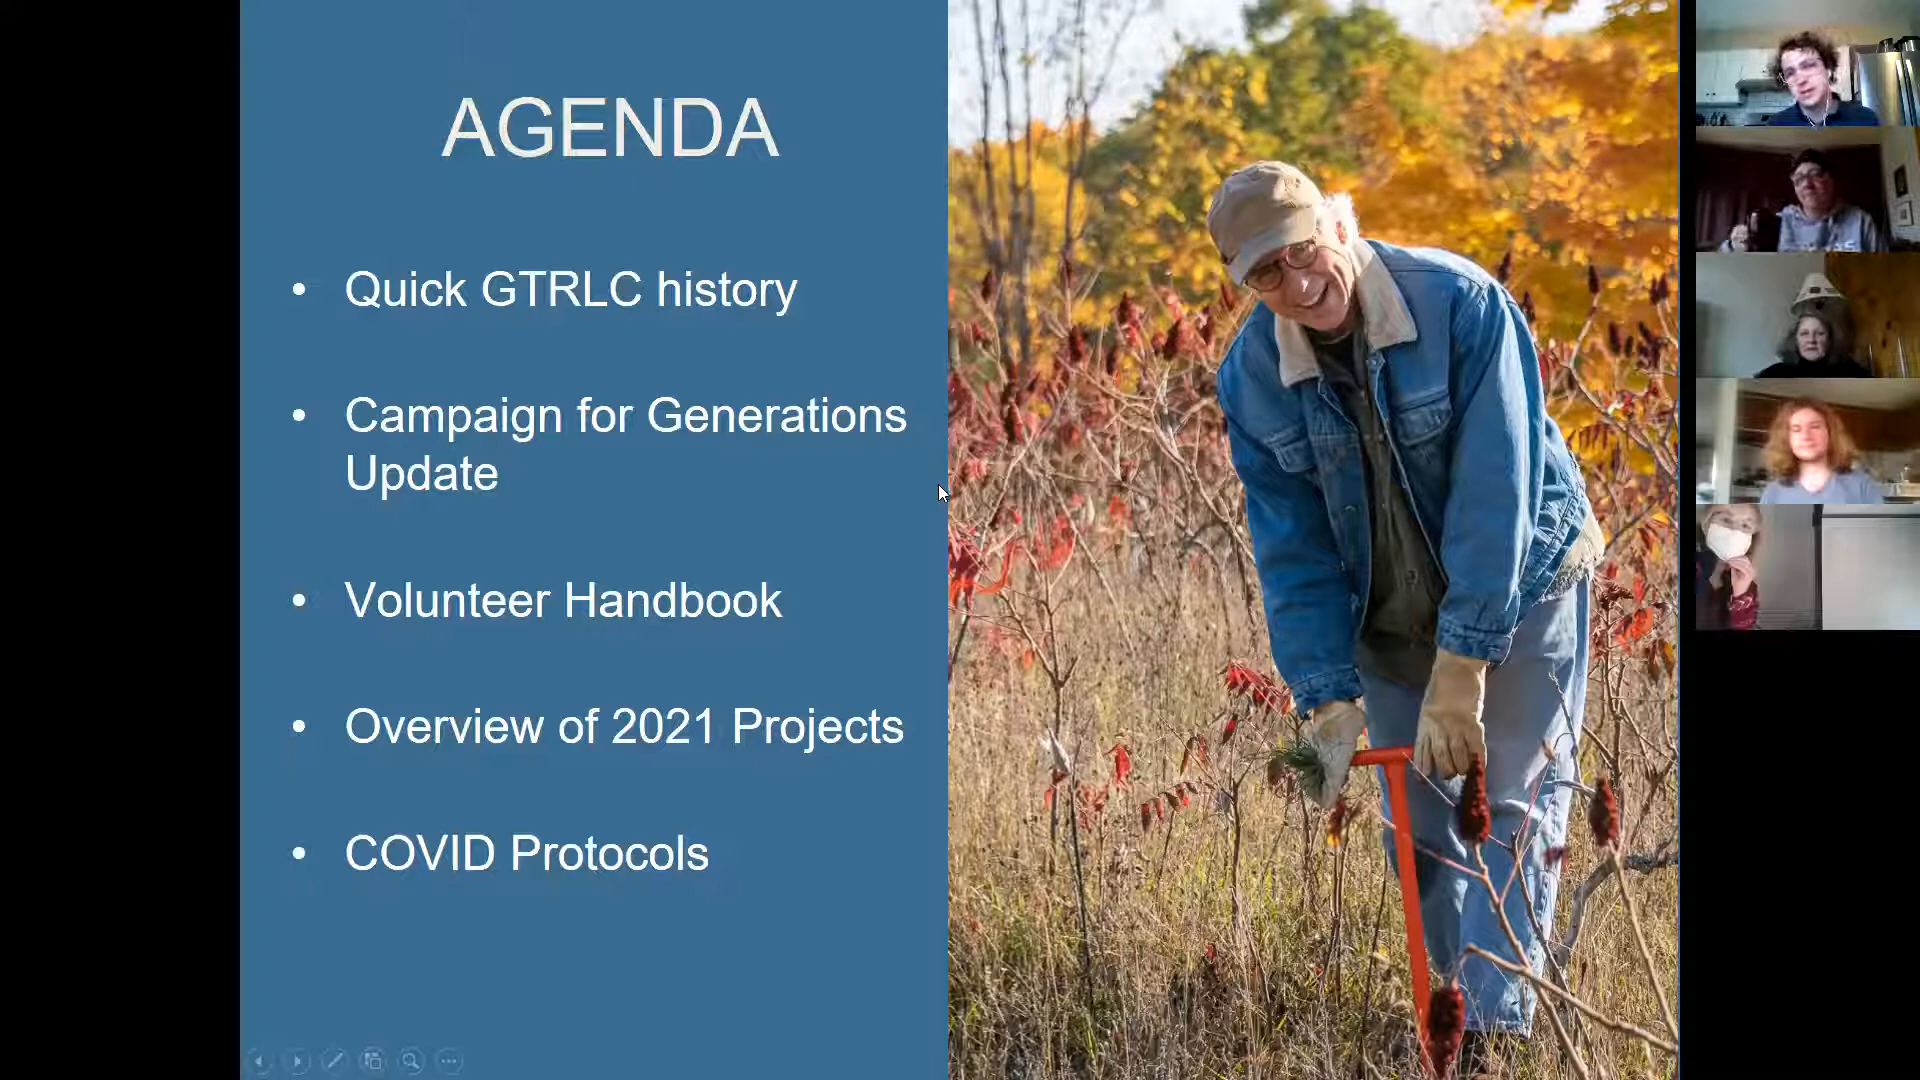 AGENDA
• Quick GTRLC history
• Campaign for Generations
Update
• Volunteer Handbook
• Overview of 2021 Projects
• COVID Protocols